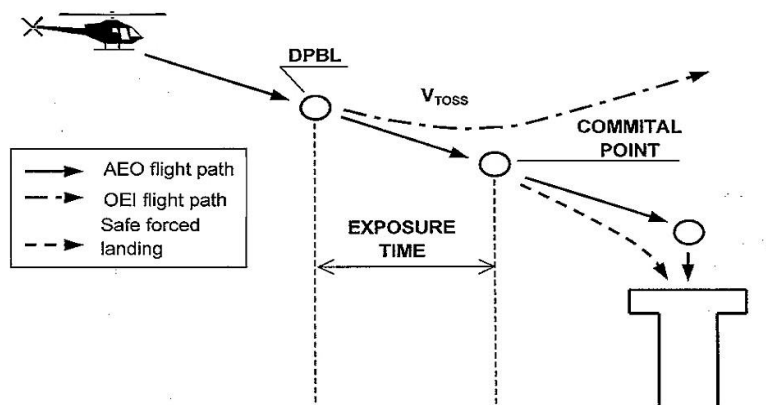 DPBL
VTOSS
COMMITAL
POINT
AEO flight path
OEI flight path
Safe forced
landing
EXPOSURE
TIME